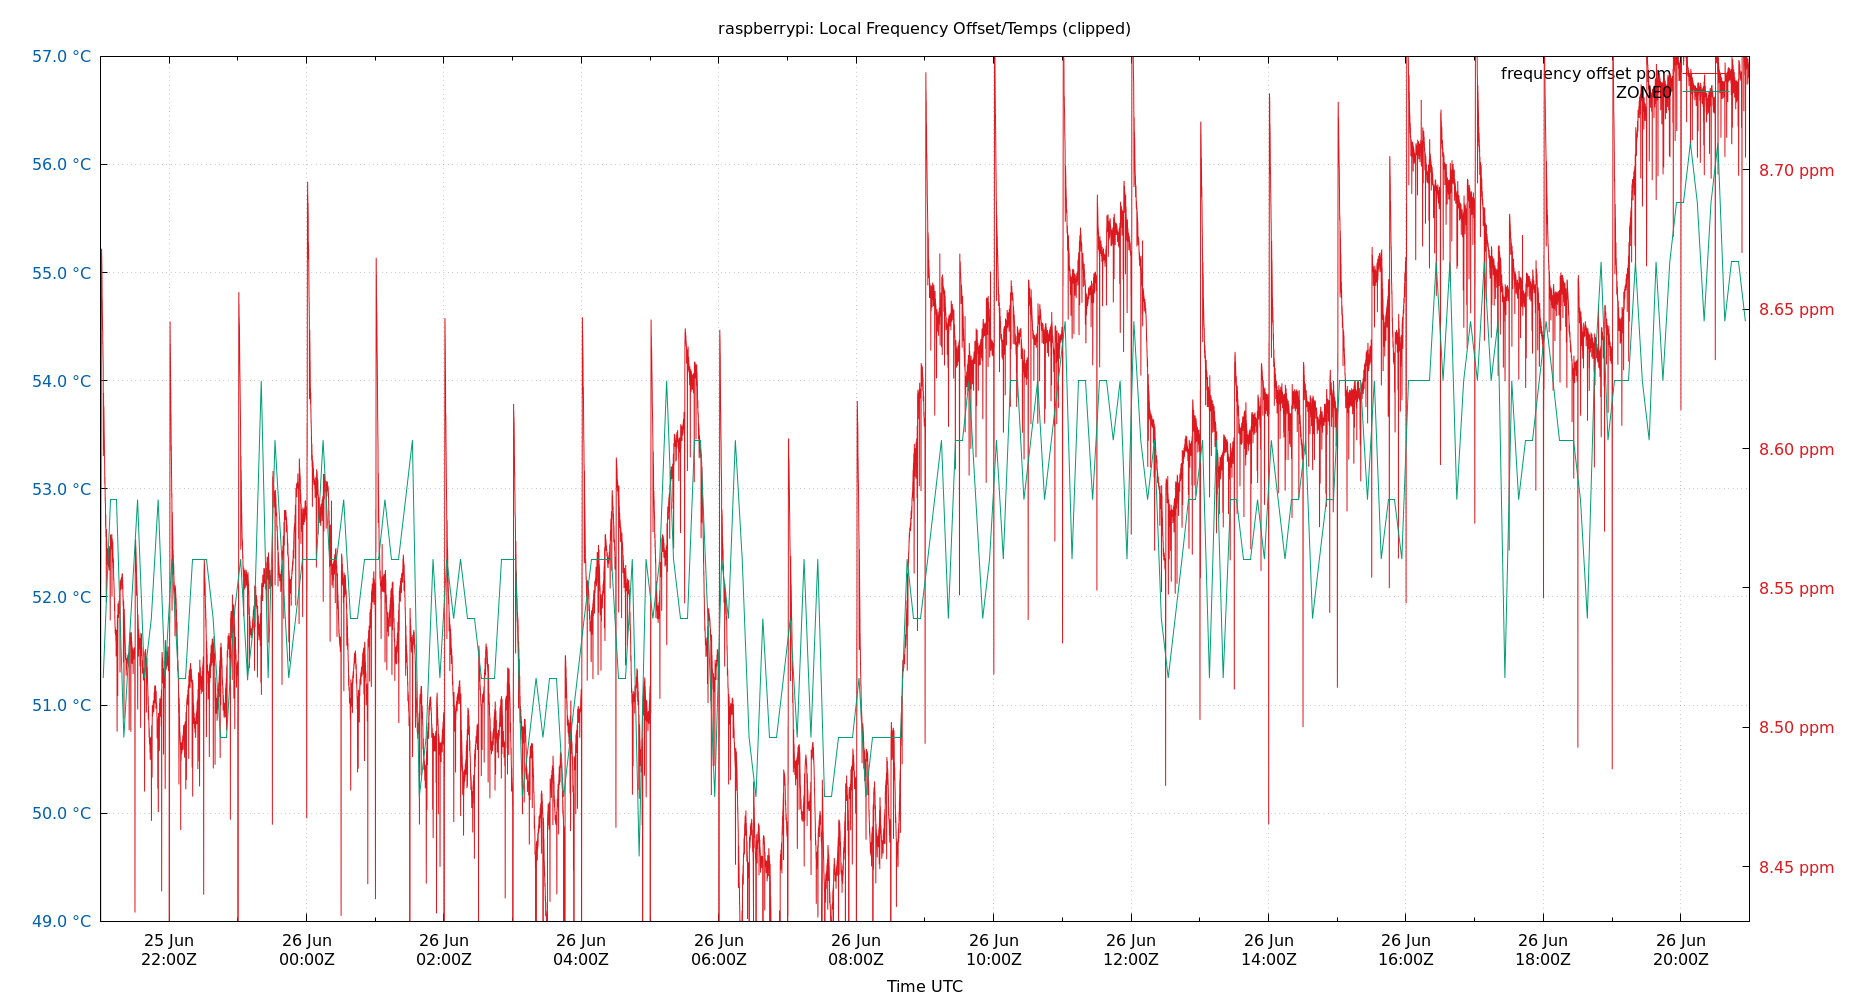 raspberrypi: Local Frequency Offset/Temps (clipped)
57.0 °C
56.0 °C
55.0 °C
54.0 °C
53.0 °C
52.0 °C
51.0 °C
50.0 °C
49.0 °C
frequency offset ppm
ZONE0
8.70 ppm
8.65 ppm
8.60 ppm
8.55 ppm
8.50 ppm
8.45 ppm
25 Jun 26 Jun 26 Jun 26 Jun 26 Jun 26 Jun 26 Jun 26 Jun 26 Jun 26 Jun 26 Jun 26 Jun
22:00Z 00:00Z 02:00Z 04:00Z 06:00Z 08:00Z 10:00Z 12:00Z 14:00Z 16:00Z 18:00Z 20:00Z
Time UTC